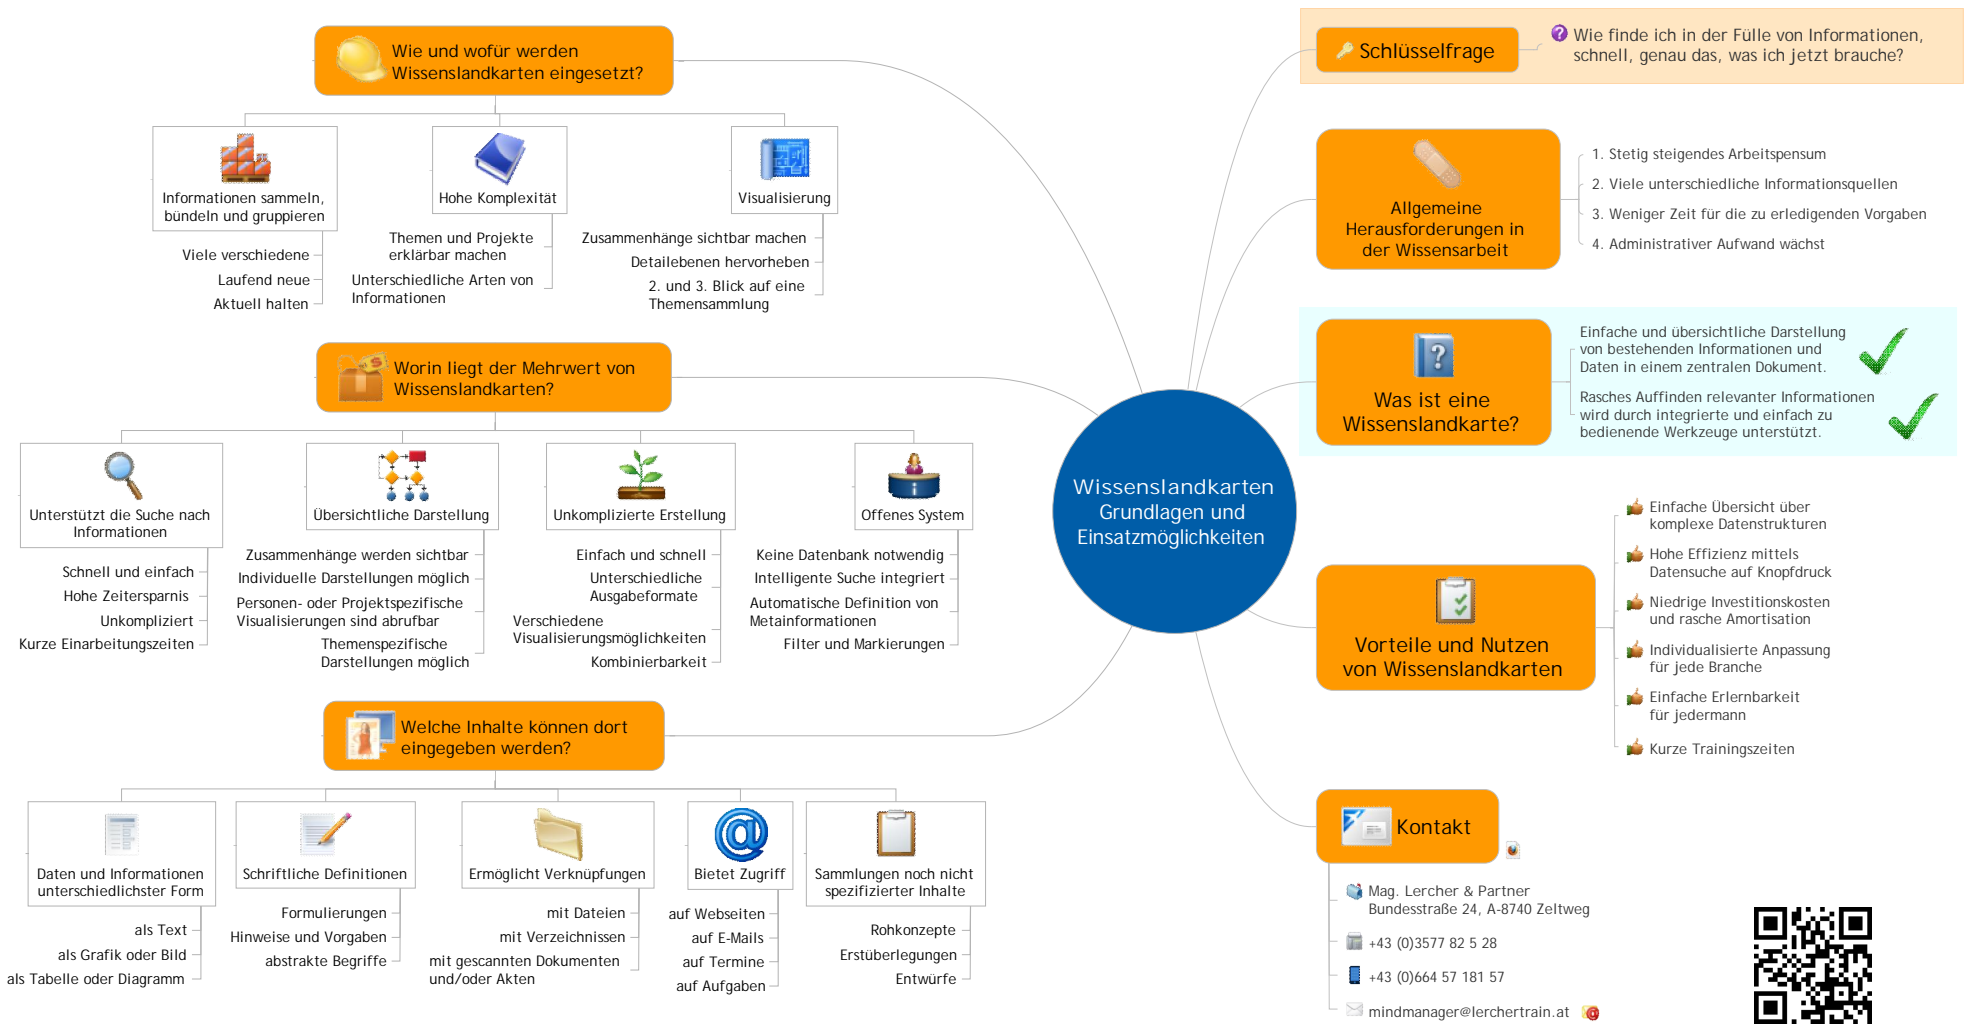 Wissenslandkarten
Grundlagen und
Einsatzmöglichkeiten
Schlüsselfrage
Wie finde ich in der Fülle von Informationen,
schnell, genau das, was ich jetzt brauche?
Allgemeine
Herausforderungen in
der Wissensarbeit
1. Stetig steigendes Arbeitspensum
2. Viele unterschiedliche Informationsquellen
3. Weniger Zeit für die zu erledigenden Vorgaben
4. Administrativer Aufwand wächst
Was ist eine
Wissenslandkarte?
Einfache und übersichtliche Darstellung
von bestehenden Informationen und
Daten in einem zentralen Dokument.
Rasches Auffinden relevanter Informationen
wird durch integrierte und einfach zu
bedienende Werkzeuge unterstützt.
Vorteile und Nutzen
von Wissenslandkarten
Einfache Übersicht über
komplexe Datenstrukturen
Hohe Effizienz mittels
Datensuche auf Knopfdruck
Niedrige Investitionskosten
und rasche Amortisation
Individualisierte Anpassung
für jede Branche
Einfache Erlernbarkeit
für jedermann
Kurze Trainingszeiten
Kontakt
Mag. Lercher & Partner
Bundesstraße 24, A-8740 Zeltweg
+43 (0)3577 82 5 28
+43 (0)664 57 181 57
mindmanager@lerchertrain.at
Wie und wofür werden
Wissenslandkarten eingesetzt?
Informationen sammeln,
bündeln und gruppieren
Viele verschiedene
Laufend neue
Aktuell halten
Hohe Komplexität
Themen und Projekte
erklärbar machen
Unterschiedliche Arten von
Informationen
Visualisierung
Zusammenhänge sichtbar machen
Detailebenen hervorheben
2. und 3. Blick auf eine
Themensammlung
Worin liegt der Mehrwert von
Wissenslandkarten?
Unterstützt die Suche nach
Informationen
Schnell und einfach
Hohe Zeitersparnis
Unkompliziert
Kurze Einarbeitungszeiten
Übersichtliche Darstellung
Zusammenhänge werden sichtbar
Individuelle Darstellungen möglich
Personen- oder Projektspezifische
Visualisierungen sind abrufbar
Themenspezifische
Darstellungen möglich
Unkomplizierte Erstellung
Einfach und schnell
Unterschiedliche
Ausgabeformate
Verschiedene
Visualisierungsmöglichkeiten
Kombinierbarkeit
Offenes System
Keine Datenbank notwendig
Intelligente Suche integriert
Automatische Definition von
Metainformationen
Filter und Markierungen
Welche Inhalte können dort
eingegeben werden?
Daten und Informationen
unterschiedlichster Form
als Text
als Grafik oder Bild
als Tabelle oder Diagramm
Schriftliche Definitionen
Formulierungen
Hinweise und Vorgaben
abstrakte Begriffe
Ermöglicht Verknüpfungen
mit Dateien
mit Verzeichnissen
mit gescannten Dokumenten
und/oder Akten
Bietet Zugriff
auf Webseiten
auf E-Mails
auf Termine
auf Aufgaben
Sammlungen noch nicht
spezifizierter Inhalte
Rohkonzepte
Erstüberlegungen
Entwürfe